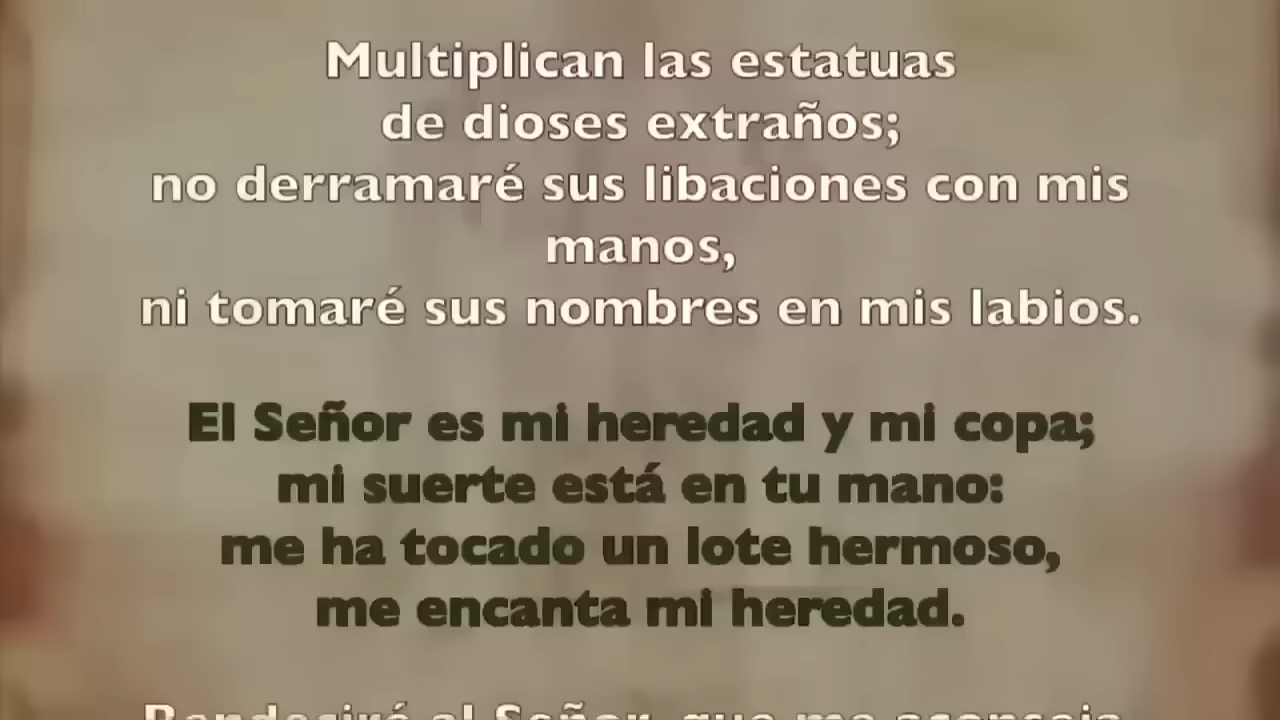 Multiplican las estatuas
de dioses extraños;
no derramaré sus libaciones con mis
manos,
ni tomaré sus nombres en mis labios.
El Señor es mi heredad y mi copa;
mi suerte está en tu mano:
me ha tocado un lote hermoso,
me encanta mi heredad.
Bendeciré al Señor, que me aconseja